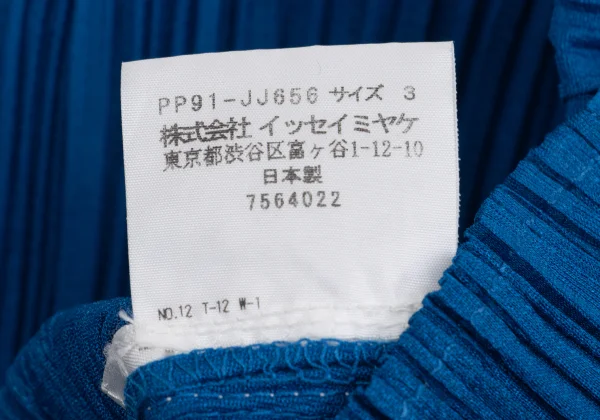 PP91-JJ656 サイズ 3
株式会社 イッセイミヤケ
東京都渋谷区富ヶ谷1-12-10
日本製
7564022
NO.12 T-12 W-1